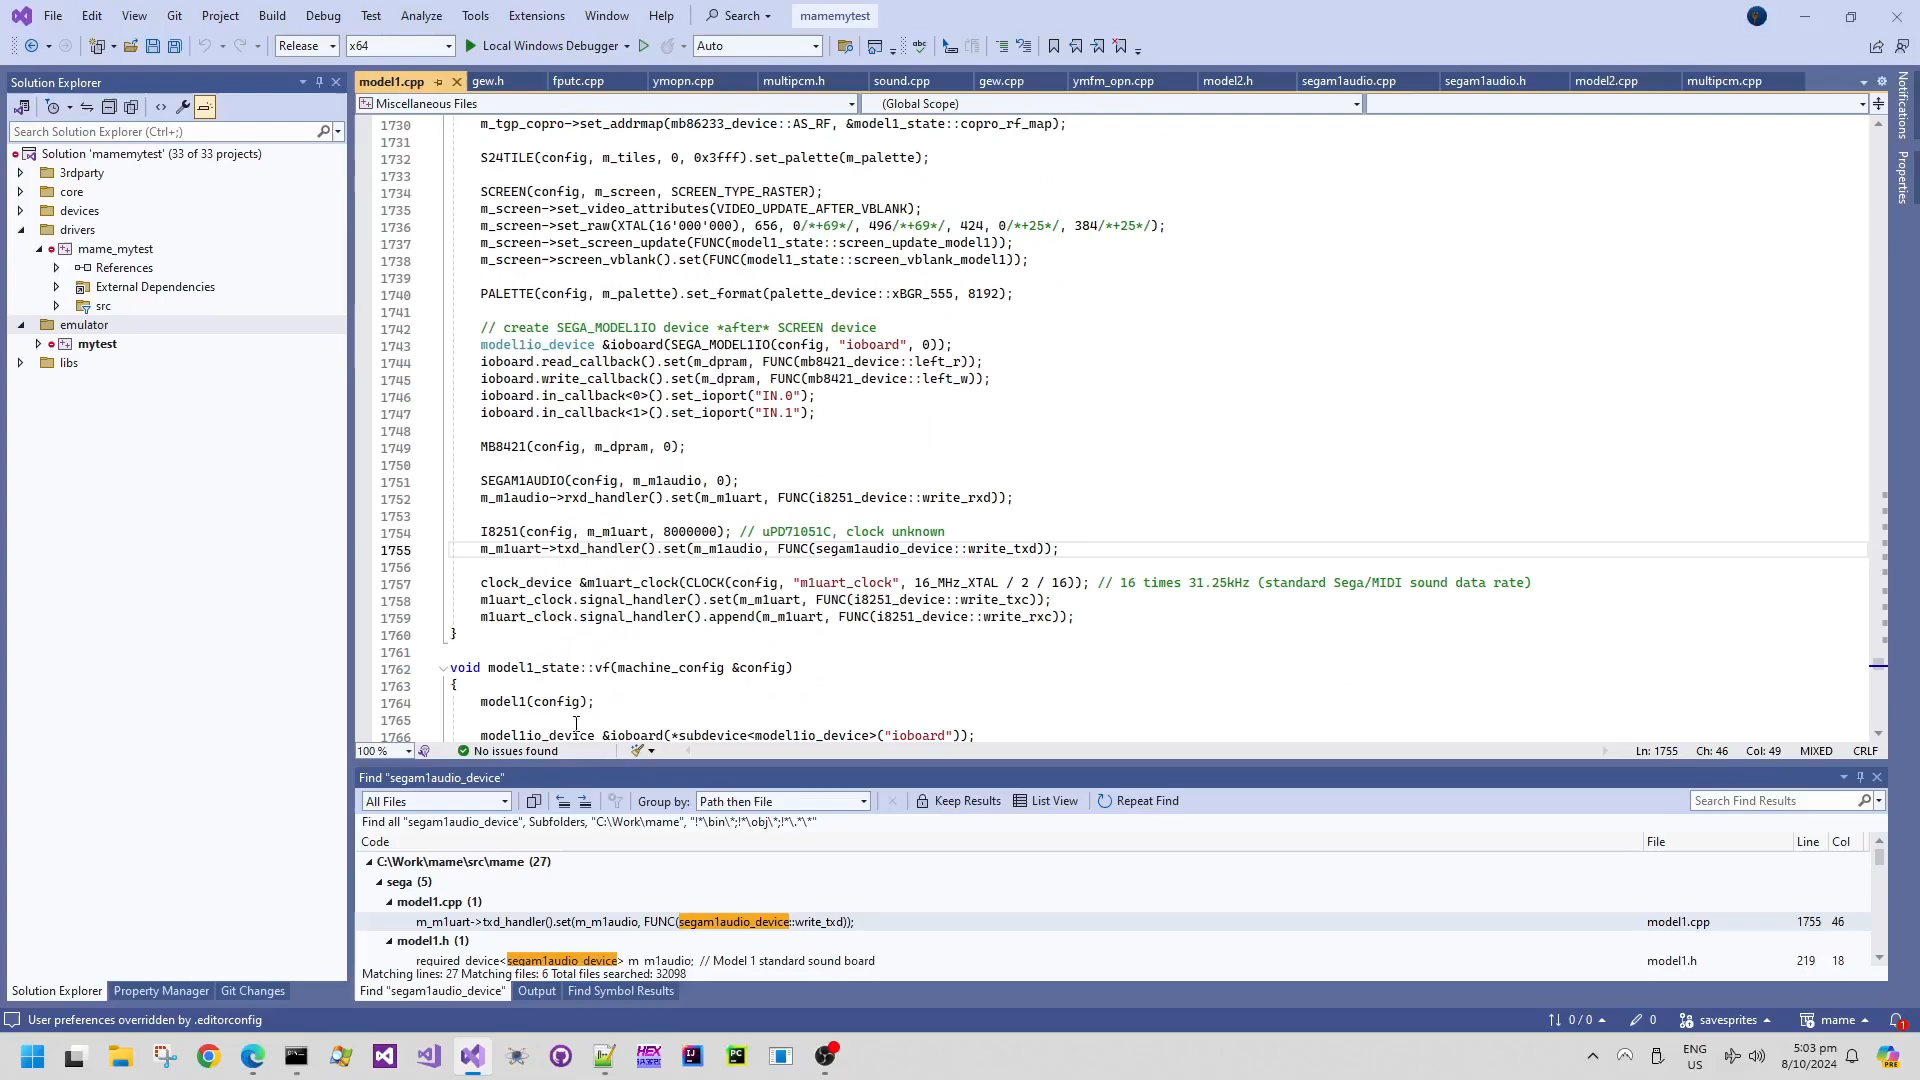 File Edit View Git Project Build Debug Test Analyze Tools Extensions Window Help Search mamemytest
Release x64 Local Windows Debugger Auto
Solution Explorer
Search Solution Explorer (Ctrl+;)
Solution 'mamemytest' (33 of 33 projects)
3rdparty
core
devices
drivers
mame_mytest
References
External Dependencies
src
emulator
mytest
libs
Solution Explorer Property Manager Git Changes
model1.cpp gew.h fputc.cpp ymopn.cpp multipcm.h sound.cpp gew.cpp ymfm_opn.cpp model2.h segam1audio.cpp segam1audio.h model2.cpp multipcm.cpp
Miscellaneous Files (Global Scope)
1730 m_tgp_copro->set_addrmap(mb86233_device::AS_RF, &model1_state::copro_rf_map);
1731
1732 S24TILE(config, m_tiles, 0, 0x3fff).set_palette(m_palette);
1733
1734 SCREEN(config, m_screen, SCREEN_TYPE_RASTER);
1735 m_screen->set_video_attributes(VIDEO_UPDATE_AFTER_VBLANK);
1736 m_screen->set_raw(XTAL(16'000'000), 656, 0/*+69*/, 496/*+69*/, 424, 0/*+25*/, 384/*+25*/);
1737 m_screen->set_screen_update(FUNC(model1_state::screen_update_model1));
1738 m_screen->screen_vblank().set(FUNC(model1_state::screen_vblank_model1));
1739
1740 PALETTE(config, m_palette).set_format(palette_device::xBGR_555, 8192);
1741
1742 // create SEGA_MODEL1IO device *after* SCREEN device
1743 model1io_device &ioboard(SEGA_MODEL1IO(config, "ioboard", 0));
1744 ioboard.read_callback().set(m_dpram, FUNC(mb8421_device::left_r));
1745 ioboard.write_callback().set(m_dpram, FUNC(mb8421_device::left_w));
1746 ioboard.in_callback<0>().set_ioport("IN.0");
1747 ioboard.in_callback<1>().set_ioport("IN.1");
1748
1749 MB8421(config, m_dpram, 0);
1750
1751 SEGAM1AUDIO(config, m_m1audio, 0);
1752 m_m1audio->rxd_handler().set(m_m1uart, FUNC(i8251_device::write_rxd));
1753
1754 I8251(config, m_m1uart, 8000000); // uPD71051C, clock unknown
1755 m_m1uart->txd_handler().set(m_m1audio, FUNC(segam1audio_device::write_txd));
1756
1757 clock_device &m1uart_clock(CLOCK(config, "m1uart_clock", 16_MHz_XTAL / 2 / 16)); // 16 times 31.25kHz (standard Sega/MIDI sound data rate)
1758 m1uart_clock.signal_handler().set(m_m1uart, FUNC(i8251_device::write_txc));
1759 m1uart_clock.signal_handler().append(m_m1uart, FUNC(i8251_device::write_rxc));
1760 }
1761
1762 void model1_state::vf(machine_config &config)
1763 {
1764 model1(config);
1765
1766 model1io_device &ioboard(*subdevice<model1io_device>("ioboard"));
100 % No issues found Ln: 1755 Ch: 46 Col: 49 MIXED CRLF
Find "segam1audio_device"
All Files Group by: Path then File Keep Results List View Repeat Find Search Find Results
Find all "segam1audio_device", Subfolders, "C:\Work\mame", "!*\bin\*;!*\obj\*;!*\.*\*"
Code File Line Col
C:\Work\mame\src\mame (27)
sega (5)
model1.cpp (1)
m_m1uart->txd_handler().set(m_m1audio, FUNC(segam1audio_device::write_txd)); model1.cpp 1755 46
model1.h (1)
required_device<segam1audio_device> m_m1audio; // Model 1 standard sound board model1.h 219 18
Matching lines: 27 Matching files: 6 Total files searched: 32098
Find "segam1audio_device" Output Find Symbol Results
Notifications
Properties
User preferences overridden by .editorconfig 0 / 0 0 savesprites mame 1
HEX
IJ
PC
ENG
US
5:03 pm
8/10/2024
PRE